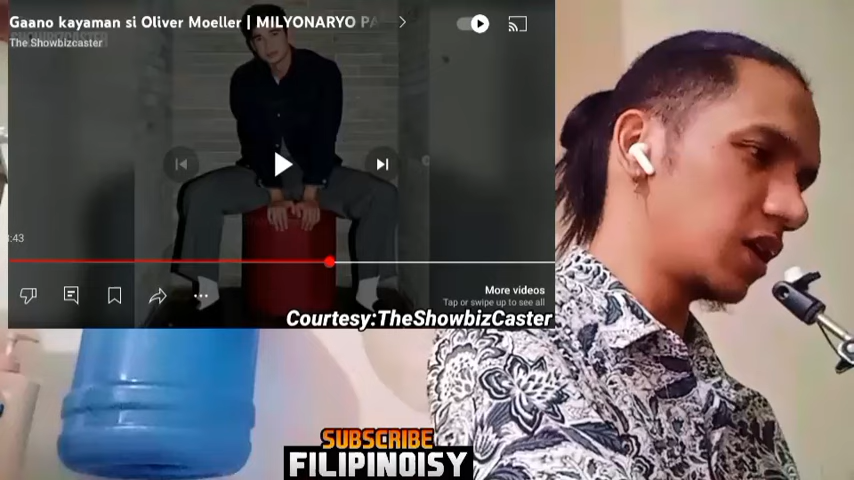 Gaano kayaman si Oliver Moeller | MILYONARYO PA
The Showbizcaster
SHOWBIZCASTER
:43
More videos
Tap or swipe up to see all
Courtesy:TheShowbizCaster
SUBSCRIBE
FILIPINOISY